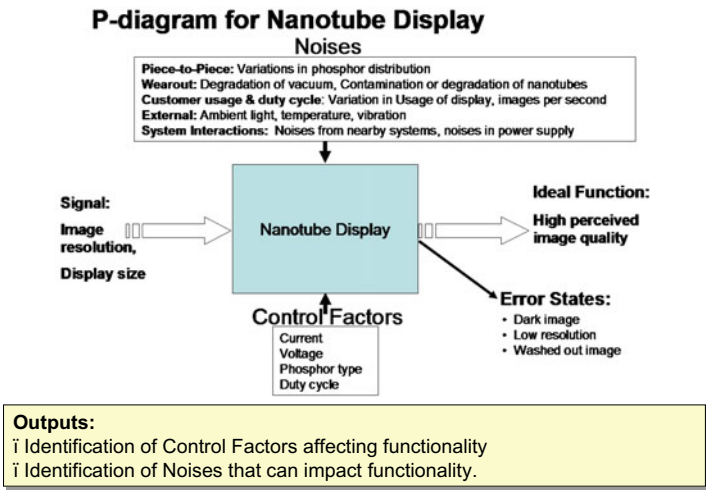 P-diagram for Nanotube Display
Noises
Piece-to-Piece: Variations in phosphor distribution
Wearout: Degradation of vacuum, Contamination or degradation of nanotubes
Customer usage & duty cycle: Variation in Usage of display, images per second
External: Ambient light, temperature, vibration
System Interactions: Noises from nearby systems, noises in power supply
Signal:
Image
resolution,
Display size
Nanotube Display
Ideal Function:
High perceived
image quality
Error States:
• Dark image
• Low resolution
• Washed out image
Control Factors
Current
Voltage
Phosphor type
Duty cycle
Outputs:
ï Identification of Control Factors affecting functionality
ï Identification of Noises that can impact functionality.